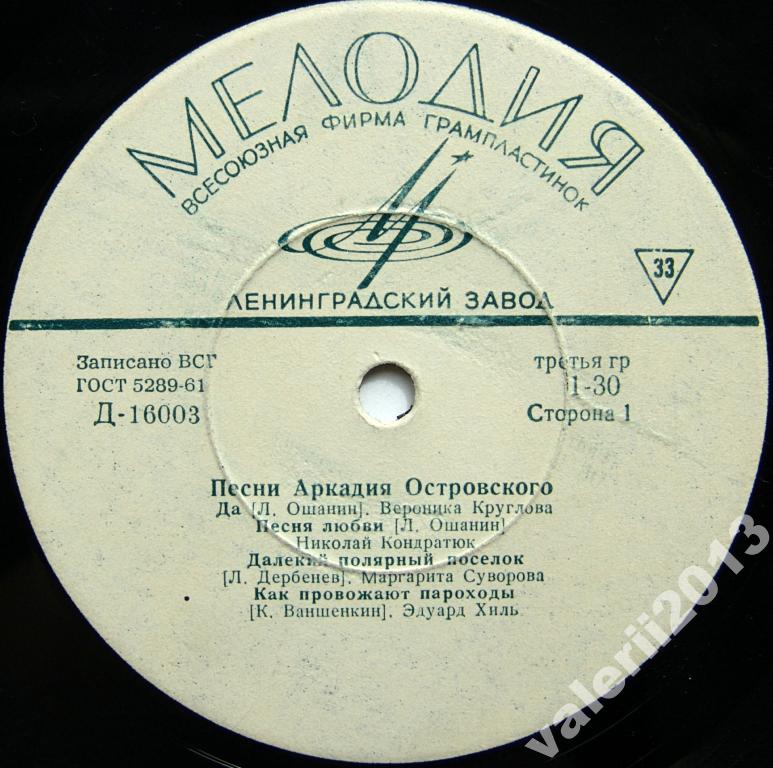 МЕЛОДИЯ
ВСЕСОЮЗНАЯ ФИРМА ГРАМПЛАСТИНОК
ЛЕНИНГРАДСКИЙ ЗАВОД
33
Записано ВСГ
ГОСТ 5289-61
Д-16003
третья гр
1-30
Сторона 1
Песни Аркадия Островского
Да [Л. Ошанин]. Вероника Круглова
Песня любви [Л. Ошанин]
Николай Кондратюк
Далекий полярный поселок
[Л. Дербенев]. Маргарита Суворова
Как провожают пароходы
[К. Ваншенкин]. Эдуард Хиль
valerii2013